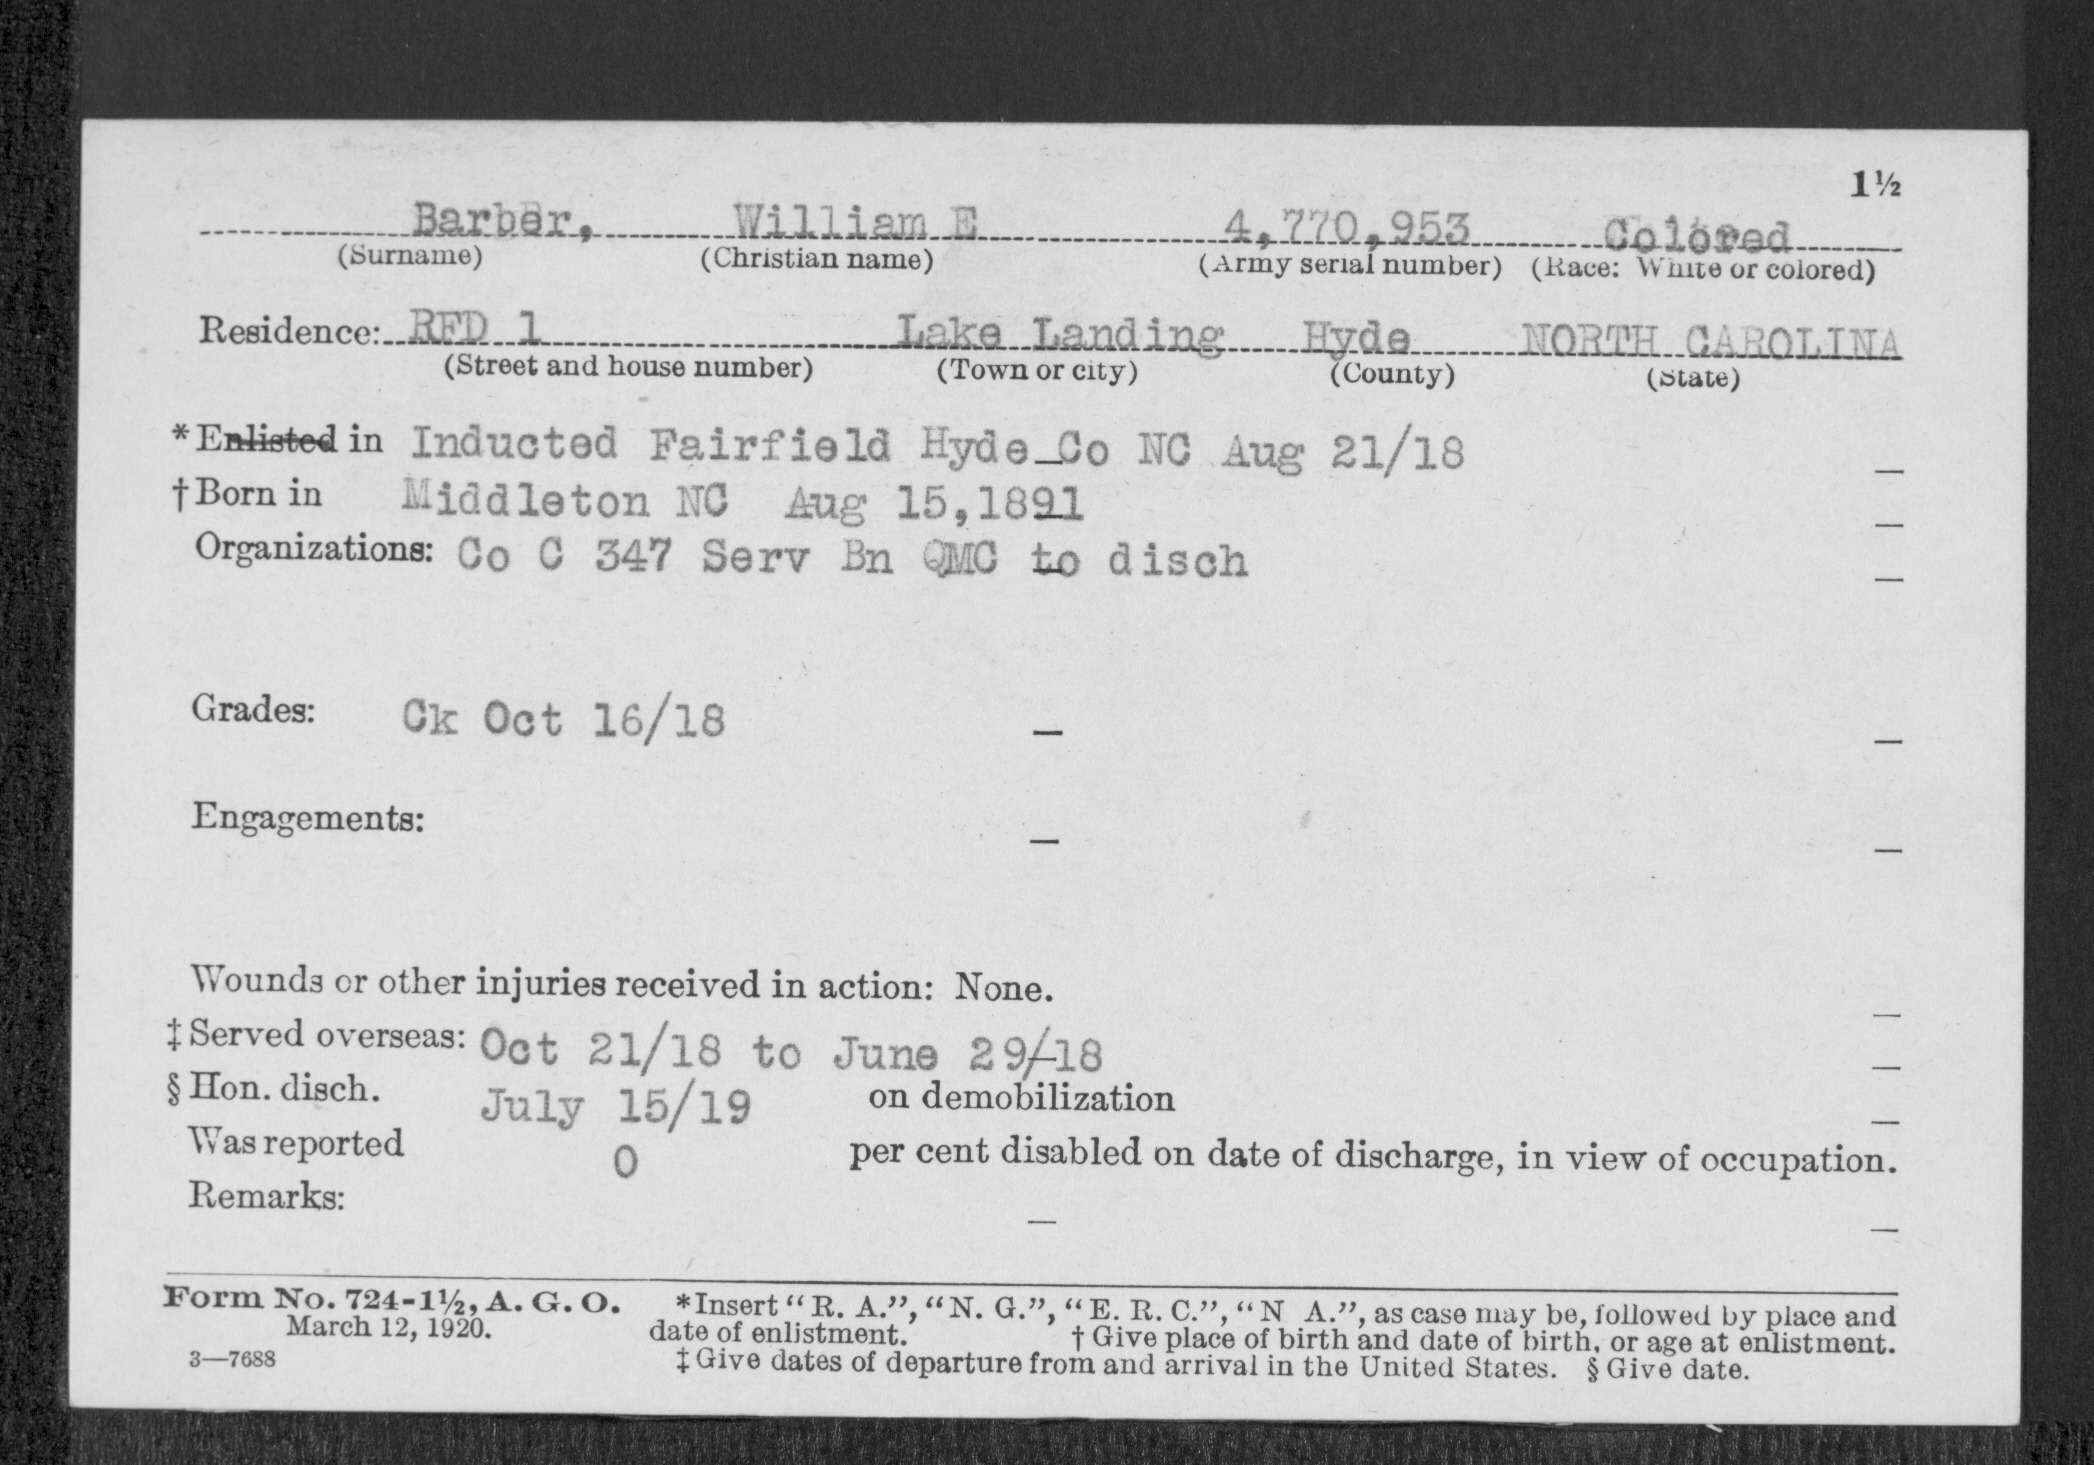 1½
Barber, William E 4,770,953 Colored
(Surname) (Christian name) (Army serial number) (Race: White or colored)
Residence: RFD 1 Lake Landing Hyde NORTH CAROLINA
(Street and house number) (Town or city) (County) (State)
*Enlisted in Inducted Fairfield Hyde Co NC Aug 21/18
†Born in Middleton NC Aug 15,1891
Organizations: Co C 347 Serv Bn QMC to disch
Grades: Ck Oct 16/18
Engagements:
Wounds or other injuries received in action: None.
‡Served overseas: Oct 21/18 to June 29/18
§Hon. disch. July 15/19 on demobilization
Was reported 0 per cent disabled on date of discharge, in view of occupation.
Remarks:
Form No. 724-1½, A. G. O. *Insert "R. A.", "N. G.", "E. R. C.", "N A.", as case may be, followed by place and
March 12, 1920. date of enlistment. †Give place of birth and date of birth, or age at enlistment.
3—7688 ‡Give dates of departure from and arrival in the United States. §Give date.